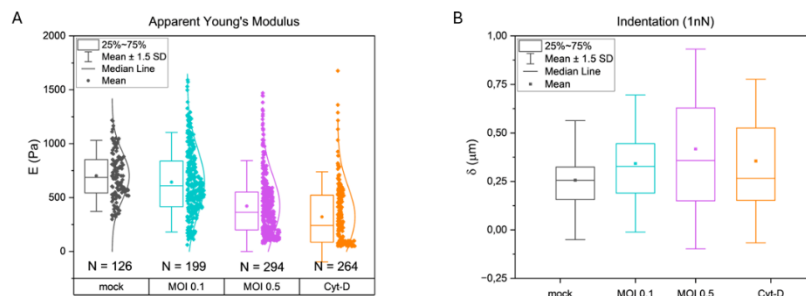 A
Apparent Young's Modulus
2000
1500
1000
500
0
E (Pa)
25%~75%
Mean ± 1.5 SD
Median Line
Mean
N = 126
N = 199
N = 294
N = 264
mock
MOI 0.1
MOI 0.5
Cyt-D
B
Indentation (1nN)
1,00
0,75
0,50
0,25
0,00
-0,25
δ (μm)
25%~75%
Mean ± 1.5 SD
Median Line
Mean
mock
MOI 0.1
MOI 0.5
Cyt-D